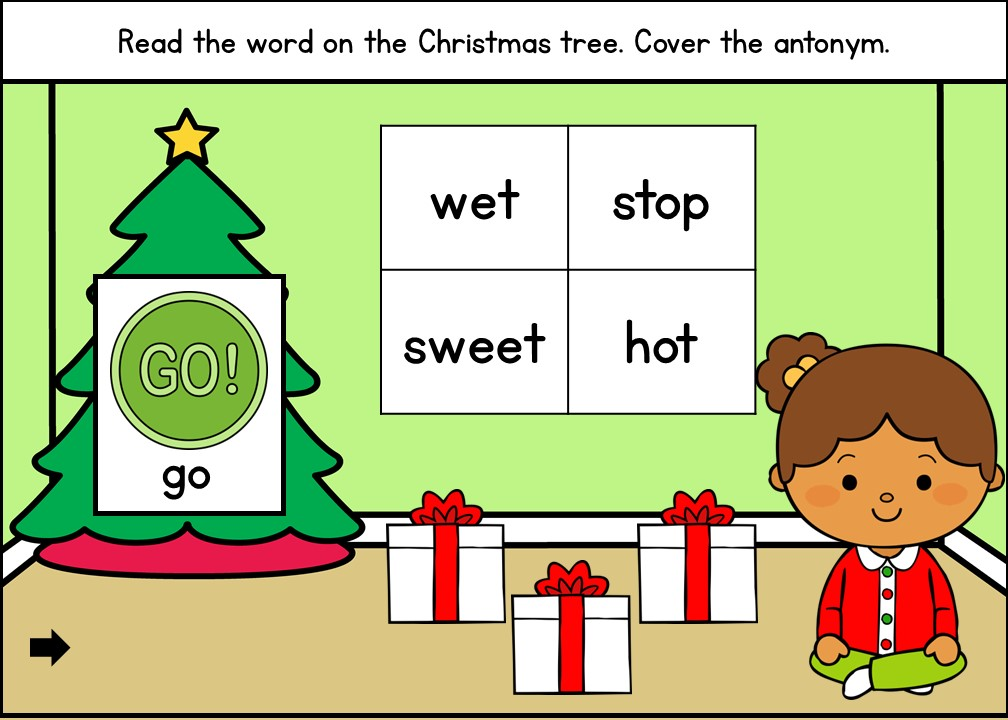 Read the word on the Christmas tree. Cover the antonym.
wet stop
sweet hot
GO!
go